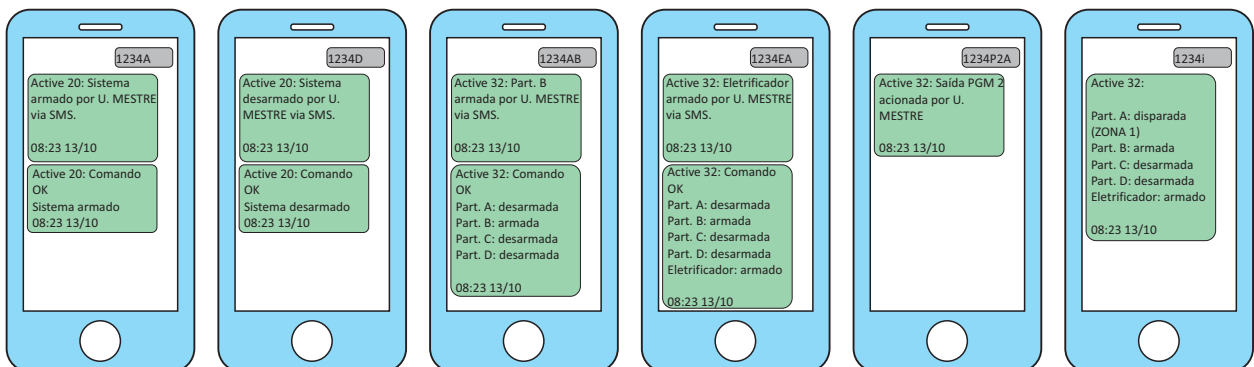 1234A
Active 20: Sistema
armado por U. MESTRE
via SMS.
08:23 13/10
Active 20: Comando
OK
Sistema armado
08:23 13/10
1234D
Active 20: Sistema
desarmado por U.
MESTRE via SMS.
08:23 13/10
Active 20: Comando
OK
Sistema desarmado
08:23 13/10
1234AB
Active 32: Part. B
armada por U. MESTRE
via SMS.
08:23 13/10
Active 32: Comando
OK
Part. A: desarmada
Part. B: armada
Part. C: desarmada
Part. D: desarmada
08:23 13/10
1234EA
Active 32: Eletrificador
armado por U. MESTRE
via SMS.
08:23 13/10
Active 32: Comando
OK
Part. A: desarmada
Part. B: armada
Part. C: desarmada
Part. D: desarmada
Eletrificador: armado
08:23 13/10
1234P2A
Active 32: Saída PGM 2
acionada por U.
MESTRE
08:23 13/10
1234i
Active 32:
Part. A: disparada
(ZONA 1)
Part. B: armada
Part. C: desarmada
Part. D: desarmada
Eletrificador: armado
08:23 13/10